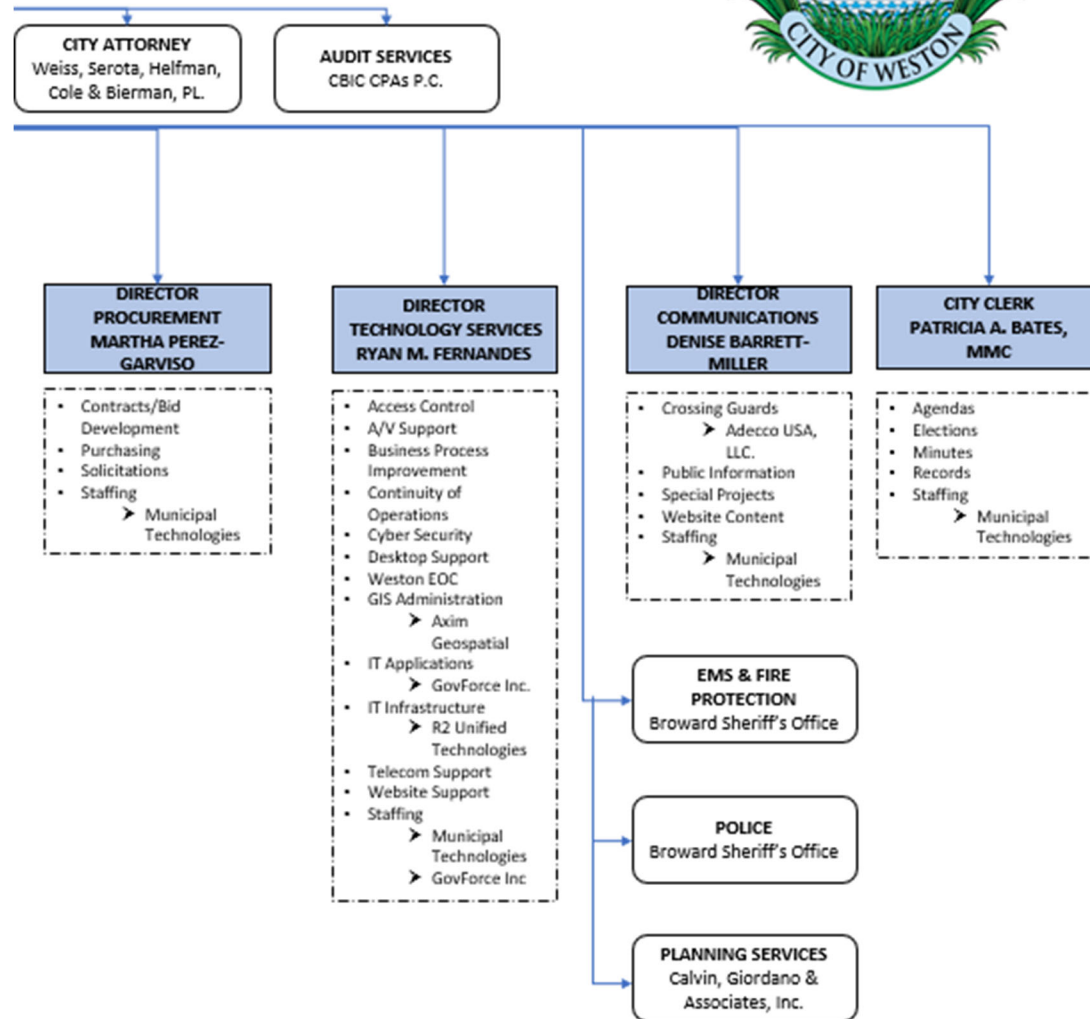 CITY OF WESTON
CITY ATTORNEY
Weiss, Serota, Helfman,
Cole & Bierman, PL.
AUDIT SERVICES
CBIC CPAs P.C.
DIRECTOR
PROCUREMENT
MARTHA PEREZ-
GARVISO
▪ Contracts/Bid
Development
▪ Purchasing
▪ Solicitations
▪ Staffing
➤ Municipal
Technologies
DIRECTOR
TECHNOLOGY SERVICES
RYAN M. FERNANDES
▪ Access Control
▪ A/V Support
▪ Business Process
Improvement
▪ Continuity of
Operations
▪ Cyber Security
▪ Desktop Support
▪ Weston EOC
▪ GIS Administration
➤ Axim
Geospatial
▪ IT Applications
➤ GovForce Inc.
▪ IT Infrastructure
➤ R2 Unified
Technologies
▪ Telecom Support
▪ Website Support
▪ Staffing
➤ Municipal
Technologies
➤ GovForce Inc
DIRECTOR
COMMUNICATIONS
DENISE BARRETT-
MILLER
▪ Crossing Guards
➤ Adecco USA,
LLC.
▪ Public Information
▪ Special Projects
▪ Website Content
▪ Staffing
➤ Municipal
Technologies
CITY CLERK
PATRICIA A. BATES,
MMC
▪ Agendas
▪ Elections
▪ Minutes
▪ Records
▪ Staffing
➤ Municipal
Technologies
EMS & FIRE
PROTECTION
Broward Sheriff's Office
POLICE
Broward Sheriff's Office
PLANNING SERVICES
Calvin, Giordano &
Associates, Inc.